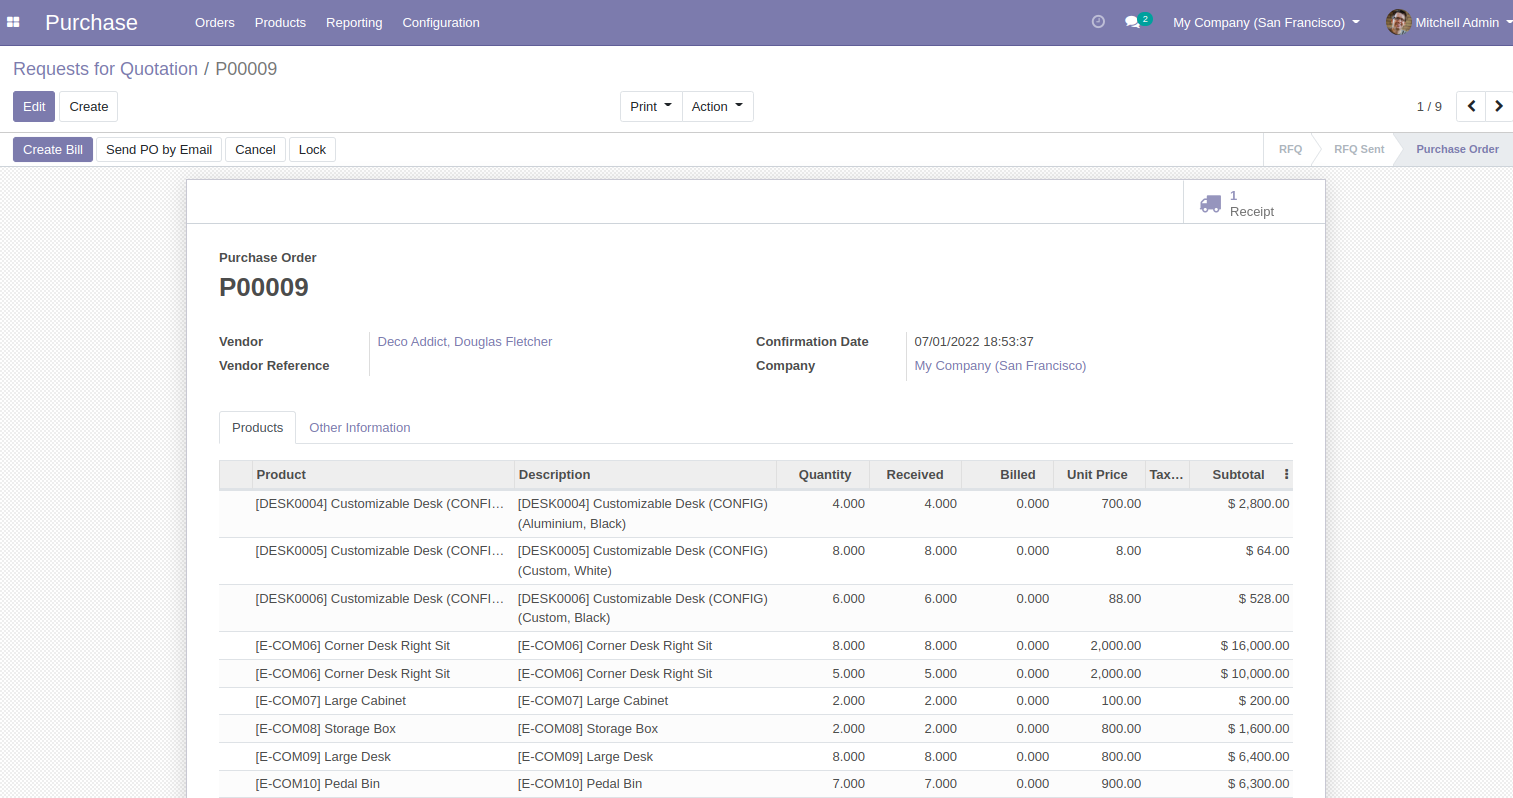 Purchase Orders Products Reporting Configuration 2 My Company (San Francisco) Mitchell Admin
Requests for Quotation / P00009
Edit Create Print Action 1 / 9
Create Bill Send PO by Email Cancel Lock RFQ RFQ Sent Purchase Order
1
Receipt
Purchase Order
P00009
Vendor Deco Addict, Douglas Fletcher Confirmation Date 07/01/2022 18:53:37
Vendor Reference Company My Company (San Francisco)
Products Other Information
Product Description Quantity Received Billed Unit Price Tax… Subtotal
[DESK0004] Customizable Desk (CONFI… [DESK0004] Customizable Desk (CONFIG) 4.000 4.000 0.000 700.00 $ 2,800.00
(Aluminium, Black)
[DESK0005] Customizable Desk (CONFI… [DESK0005] Customizable Desk (CONFIG) 8.000 8.000 0.000 8.00 $ 64.00
(Custom, White)
[DESK0006] Customizable Desk (CONFI… [DESK0006] Customizable Desk (CONFIG) 6.000 6.000 0.000 88.00 $ 528.00
(Custom, Black)
[E-COM06] Corner Desk Right Sit [E-COM06] Corner Desk Right Sit 8.000 8.000 0.000 2,000.00 $ 16,000.00
[E-COM06] Corner Desk Right Sit [E-COM06] Corner Desk Right Sit 5.000 5.000 0.000 2,000.00 $ 10,000.00
[E-COM07] Large Cabinet [E-COM07] Large Cabinet 2.000 2.000 0.000 100.00 $ 200.00
[E-COM08] Storage Box [E-COM08] Storage Box 2.000 2.000 0.000 800.00 $ 1,600.00
[E-COM09] Large Desk [E-COM09] Large Desk 8.000 8.000 0.000 800.00 $ 6,400.00
[E-COM10] Pedal Bin [E-COM10] Pedal Bin 7.000 7.000 0.000 900.00 $ 6,300.00